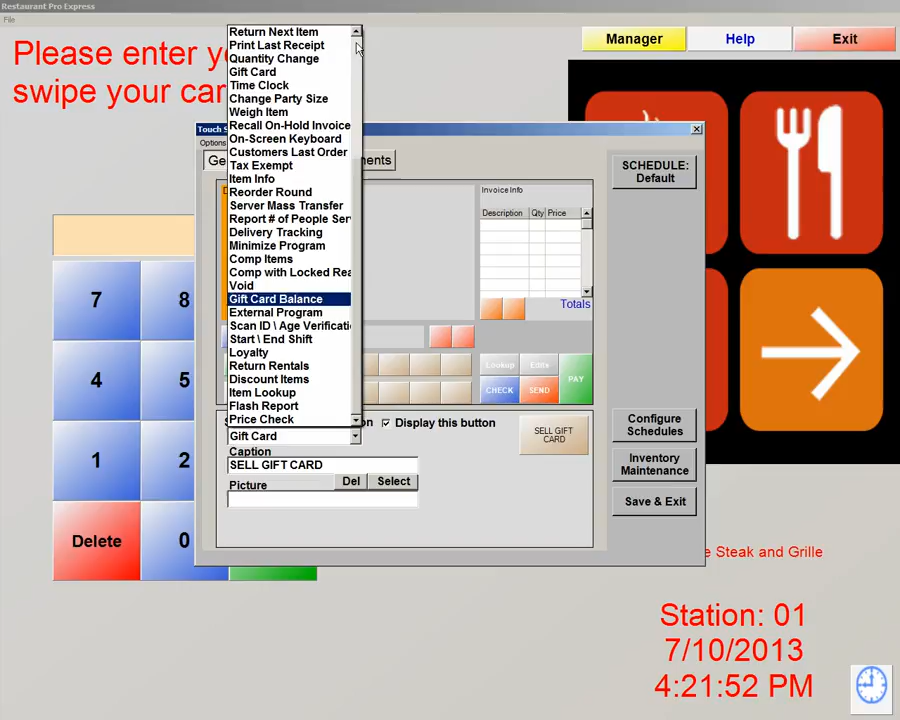 Restaurant Pro Express
File
Please enter yo
swipe your car
Manager
Help
Exit
Return Next Item
Print Last Receipt
Quantity Change
Gift Card
Time Clock
Change Party Size
Weigh Item
Recall On-Hold Invoice
On-Screen Keyboard
Customers Last Order
Tax Exempt
Item Info
Reorder Round
Server Mass Transfer
Report # of People Ser
Delivery Tracking
Minimize Program
Comp Items
Comp with Locked Rea
Void
Gift Card Balance
External Program
Scan ID \ Age Verificati
Start \ End Shift
Loyalty
Return Rentals
Discount Items
Item Lookup
Flash Report
Price Check
Touch S
Options
Ge
ments
SCHEDULE:
Default
Invoice Info
Description
Qty
Price
Totals
Lookup
Edits
PAY
CHECK
SEND
on
Display this button
Gift Card
SELL GIFT
CARD
Caption
SELL GIFT CARD
Picture
Del
Select
Configure
Schedules
Inventory
Maintenance
Save & Exit
7
8
4
5
1
2
Delete
0
e Steak and Grille
Station: 01
7/10/2013
4:21:52 PM